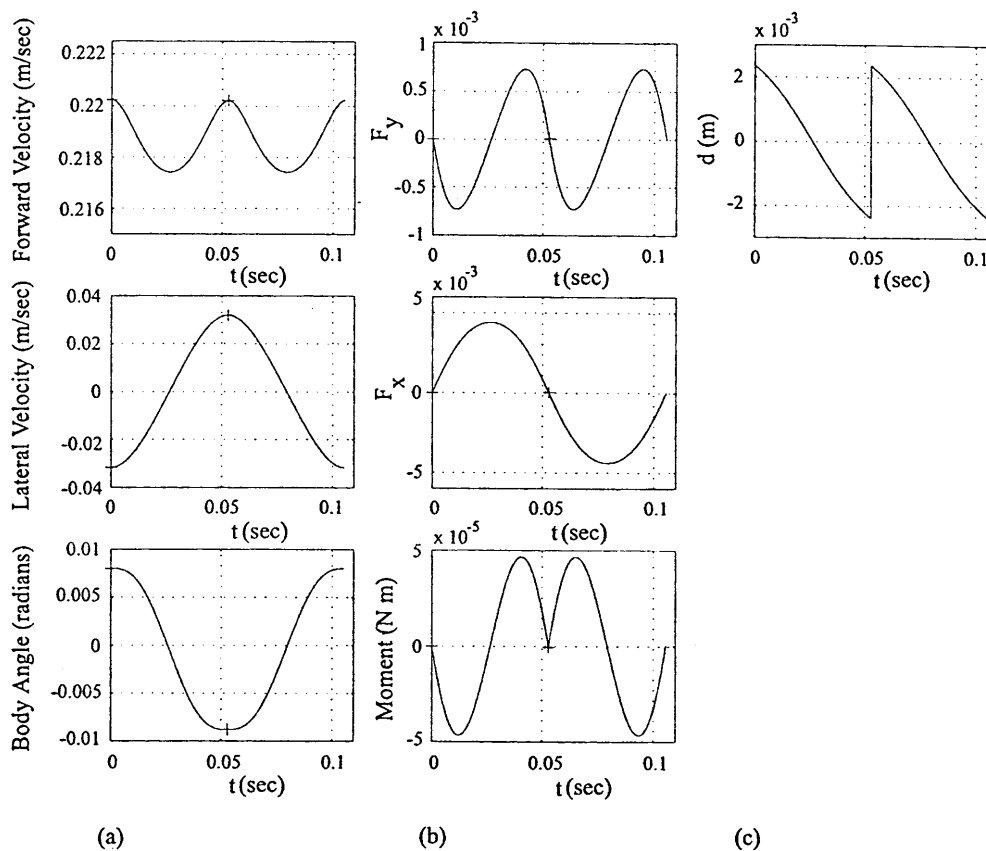 Forward Velocity (m/sec)
0.222
0.22
0.218
0.216
0
0.05
0.1
t (sec)
x 10⁻³
F_y
1
0.5
0
-0.5
-1
0
0.05
0.1
t (sec)
x 10⁻³
d (m)
2
0
-2
0
0.05
0.1
t (sec)
Lateral Velocity (m/sec)
0.04
0.02
0
-0.02
-0.04
0
0.05
0.1
t (sec)
x 10⁻³
F_x
5
0
-5
0
0.05
0.1
t (sec)
Body Angle (radians)
0.01
0.005
0
-0.005
-0.01
0
0.05
0.1
t (sec)
x 10⁻⁵
Moment (N m)
5
0
-5
0
0.05
0.1
t (sec)
(a)
(b)
(c)